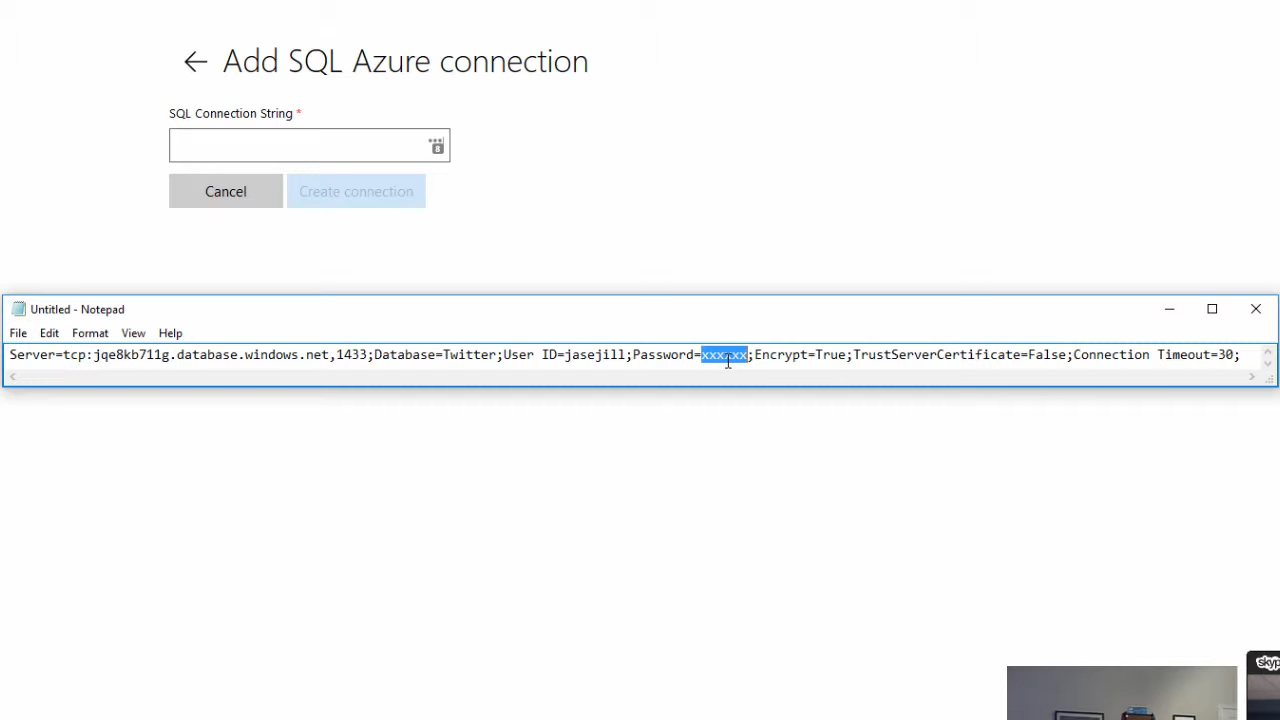 ← Add SQL Azure connection
SQL Connection String *
8
Cancel Create connection
Untitled - Notepad
File Edit Format View Help
Server=tcp:jqe8kb711g.database.windows.net,1433;Database=Twitter;User ID=jasejill;Password=xxxxxx;Encrypt=True;TrustServerCertificate=False;Connection Timeout=30;
skyp